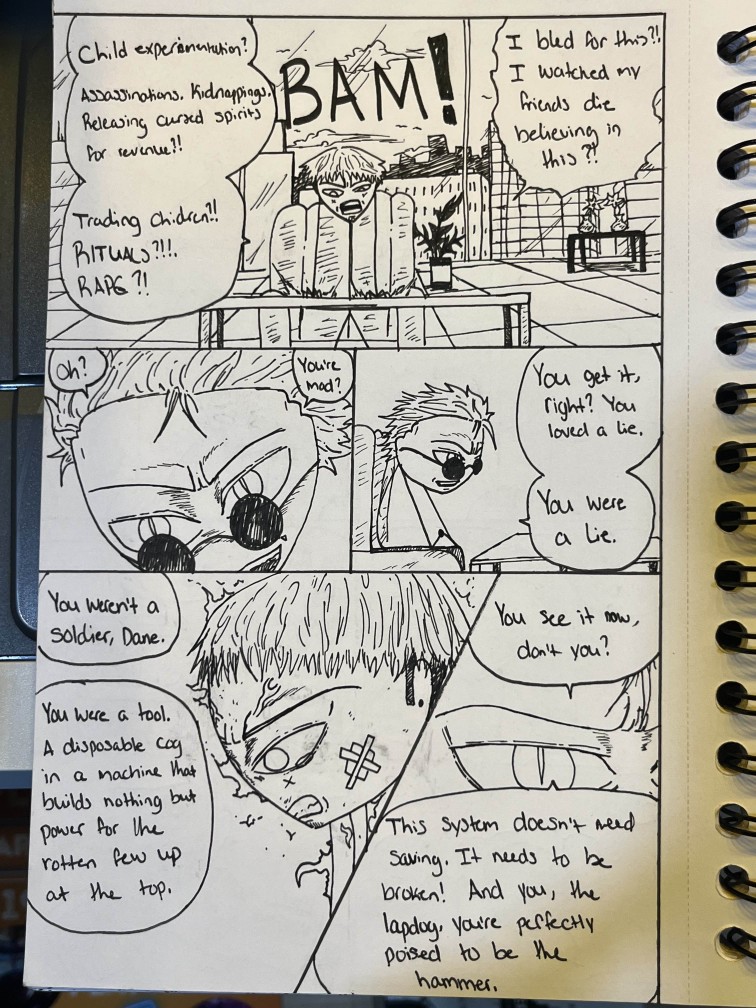 Child experimentation?
Assassinations. Kidnappings.
Releasing cursed spirits
for revenue?!
Trading Children?!
RITUALS?!!.
RAPE?!
BAM!
I bled for this?!
I watched my
friends die
believing in
this?!
Oh?
You're
mad?
You get it,
right? You
loved a lie.
You were
a lie.
You weren't a
soldier, Dane.
You were a tool.
A disposable cog
in a machine that
builds nothing but
power for the
rotten few up
at the top.
You see it now,
don't you?
This system doesn't need
saving. It needs to be
broken! And you, the
lapdog, you're perfectly
poised to be the
hammer.